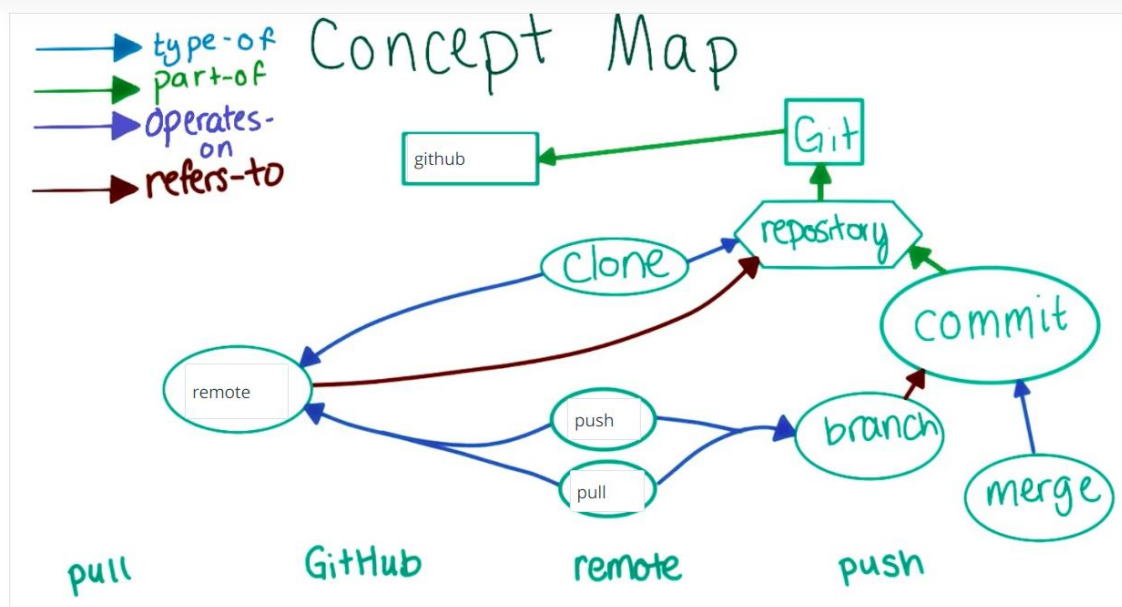 Concept Map
type-of
part-of
operates-
on
refers-to
Git
github
repository
clone
commit
remote
push
branch
pull
merge
pull GitHub remote push